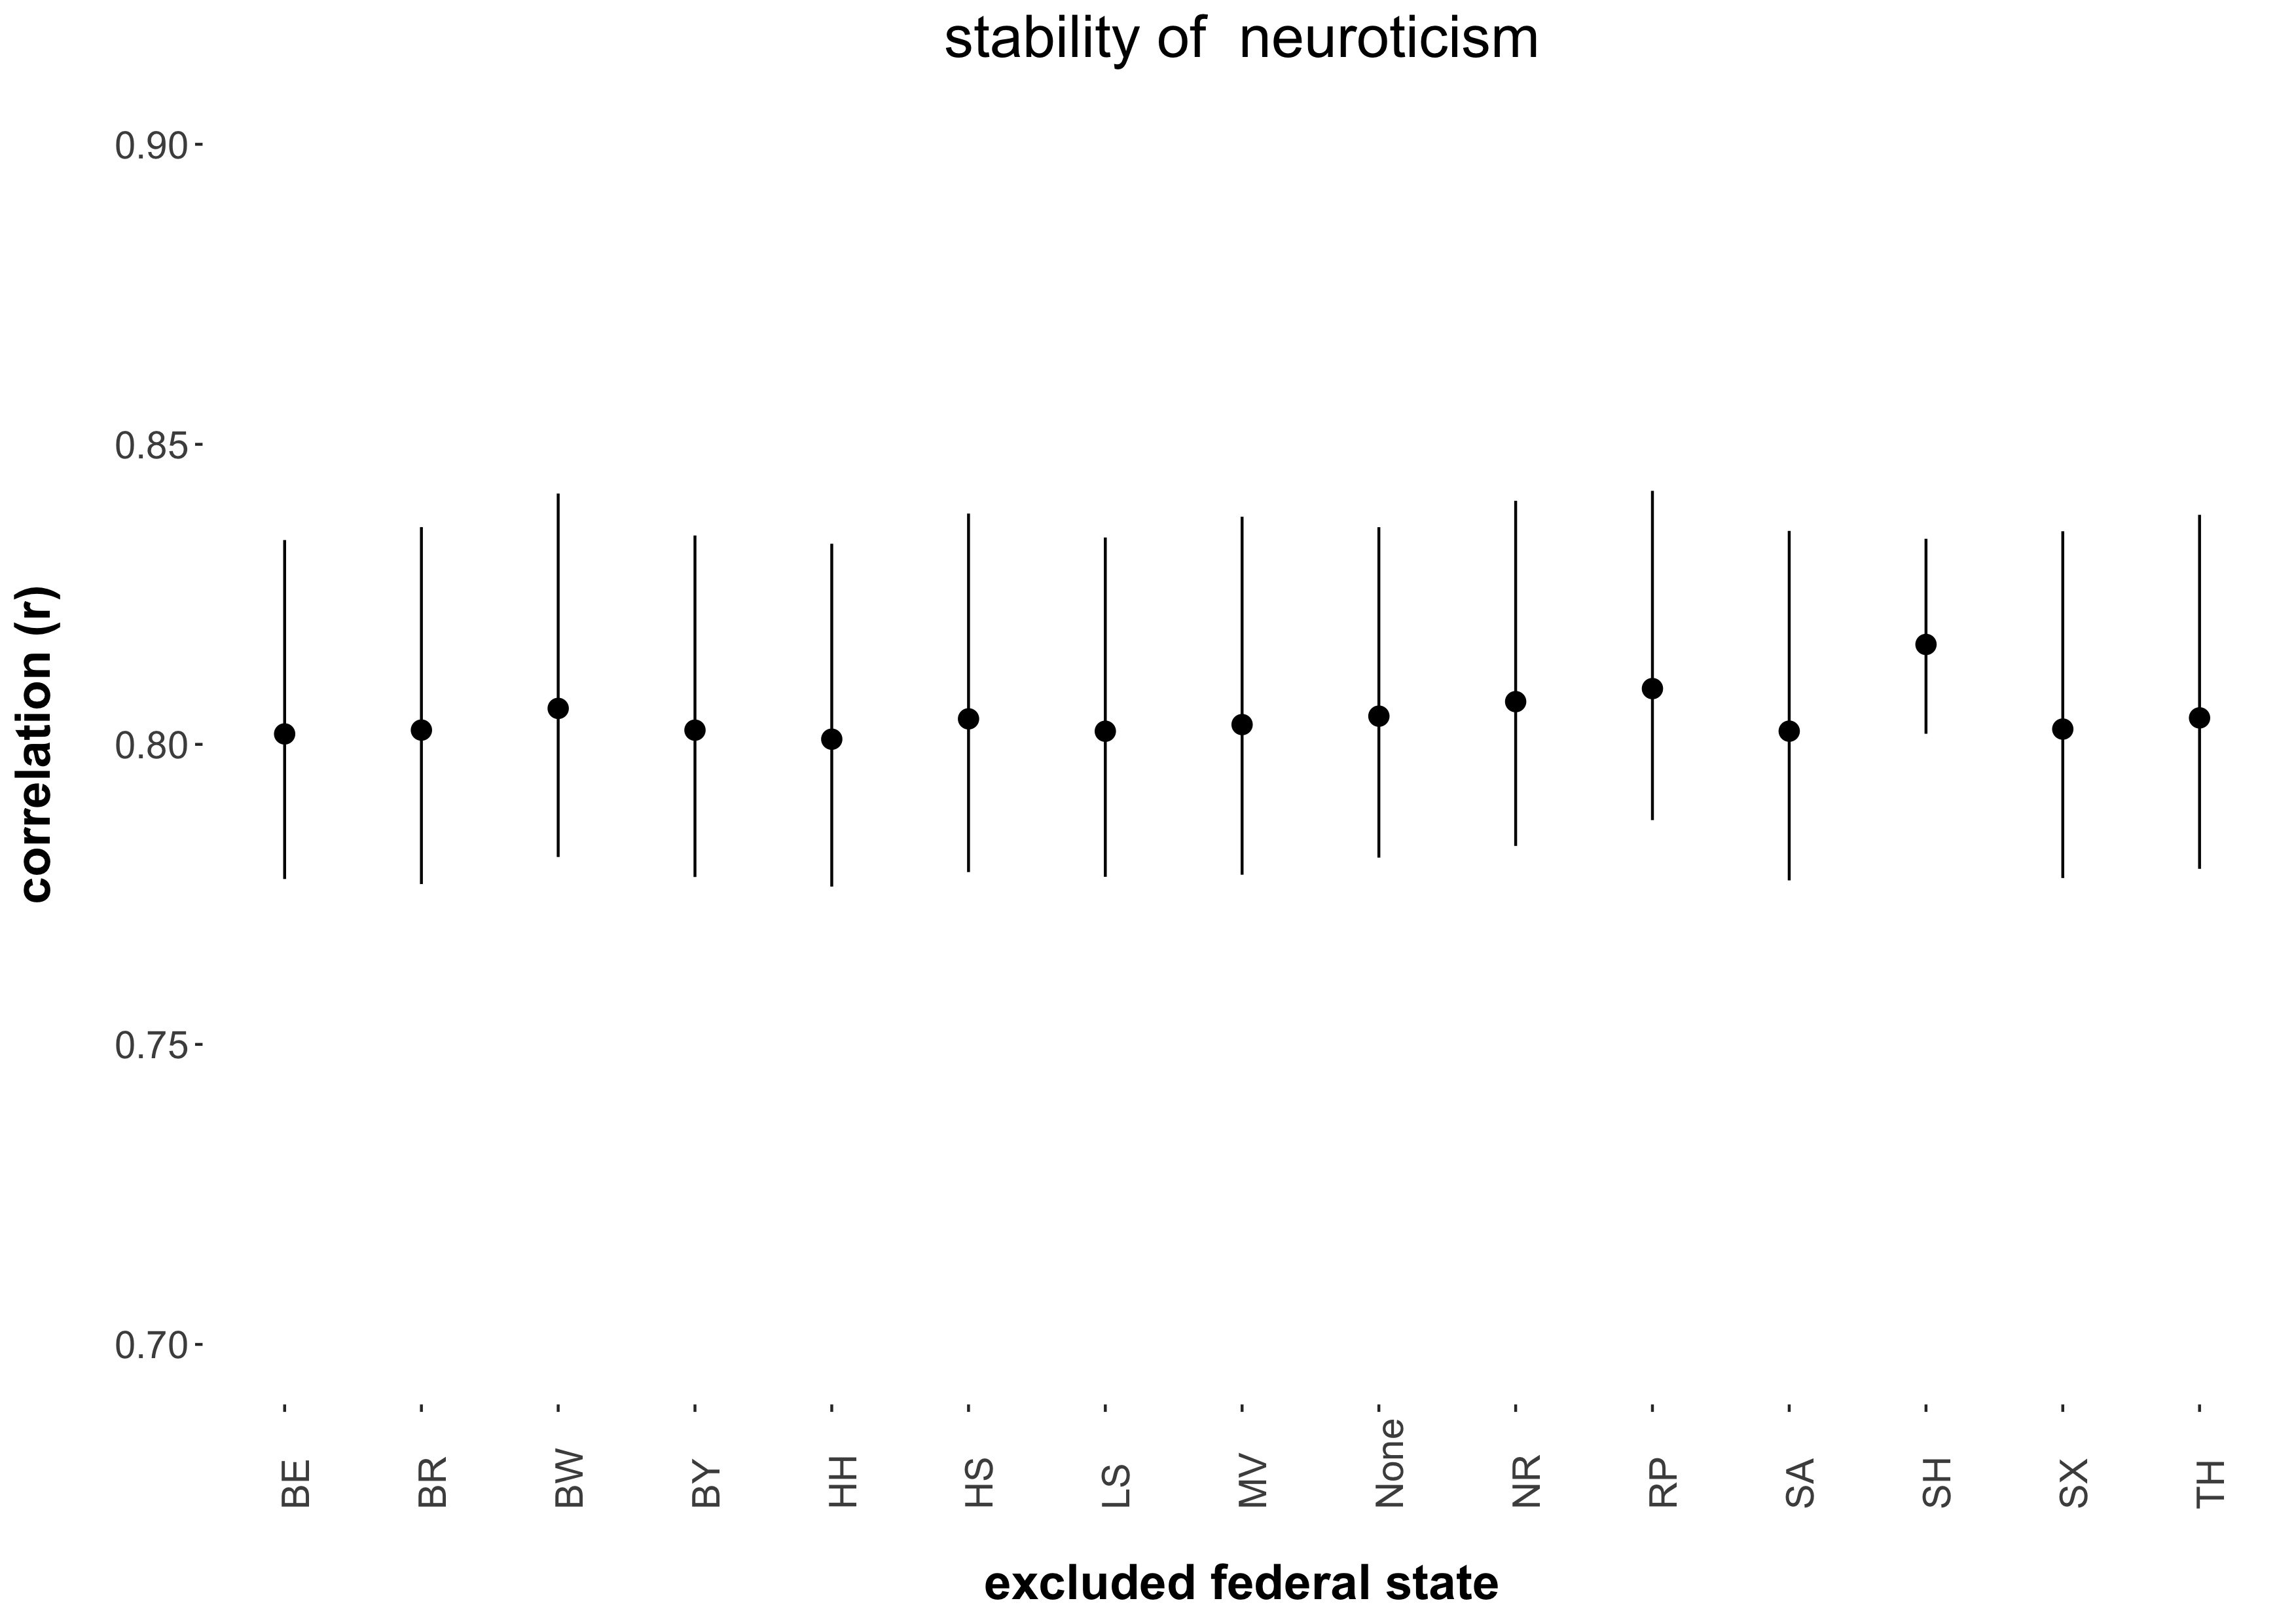 stability of  neuroticism
0.90
0.85
0.80
0.75
0.70
correlation (r)
BE
BR
BW
BY
HH
HS
LS
MV
None
NR
RP
SA
SH
SX
TH
excluded federal state